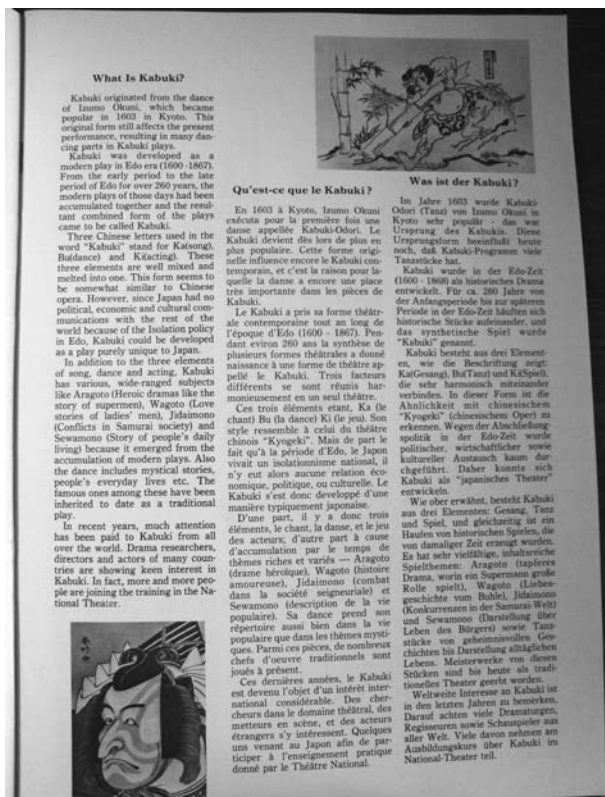 What Is Kabuki?
Kabuki originated from the dance
of Izumo Okuni, which became
popular in 1603 in Kyoto. This
original form still affects the present
performance, resulting in many dan-
cing parts in Kabuki plays.
Kabuki was developed as a
modern play in Edo era (1600-1867).
From the early period to the late
period of Edo for over 260 years, the
modern plays of those days had been
accumulated together and the resul-
tant combined form of the plays
came to be called Kabuki.
Three Chinese letters used in the
word "Kabuki" stand for Ka(song),
Bu(dance) and Ki(acting). These
three elements are well mixed and
melted into one. This form seems to
be somewhat similar to Chinese
opera. However, since Japan had no
political, economic and cultural com-
munications with the rest of the
world because of the Isolation policy
in Edo, Kabuki could be developed
as a play purely unique to Japan.
In addition to the three elements
of song, dance and acting, Kabuki
has various, wide-ranged subjects
like Aragoto (Heroic dramas like the
story of supermen), Wagoto (Love
stories of ladies' men), Jidaimono
(Conflicts in Samurai society) and
Sewamono (Story of people's daily
living) because it emerged from the
accumulation of modern plays. Also
the dance includes mystical stories,
people's everyday lives etc. The
famous ones among these have been
inherited to date as a traditional
play.
In recent years, much attention
has been paid to Kabuki from all
over the world. Drama researchers,
directors and actors of many coun-
tries are showing keen interest in
Kabuki. In fact, more and more peo-
ple are joining the training in the Na-
tional Theater.
Qu'est-ce que le Kabuki?
En 1603 à Kyoto, Izumo Okuni
exécuta pour la première fois une
danse appellée Kabuki-Odori. Le
Kabuki devient dès lors de plus en
plus populaire. Cette forme origi-
nelle influence encore le Kabuki con-
temporain, et c'est la raison pour la-
quelle la danse a encore une place
très importante dans les pièces de
Kabuki.
Le Kabuki a pris sa forme théâtra-
le contemporaine tout an long de
l'époque d'Edo (1600 - 1867). Pen-
dant eviron 260 ans la synthèse de
plusieurs formes théâtrales a donné
naissance à une forme de théâtre ap-
pellé le Kabuki. Trois facteurs
différents se sont réunis har-
monieusement en un seul théâtre.
Ces trois éléments etant, Ka (le
chant) Bu (la dance) Ki (le jeu). Son
style ressemble à celui du théâtre
chinois "Kyogeki". Mais de part le
fait qu'à la période d'Edo, le Japon
vivait un isolationnisme national, il
n'y eut alors aucune relation éco-
nomique, politique, ou culturelle. Le
Kabuki s'est donc developpé d'une
manière typiquement japonaise.
D'une part, il y a donc trois
éléments, le chant, la danse, et le jeu
des acteurs; d'autre part à cause
d'accumulation par le temps de
thèmes riches et variés — Aragoto
(drame héroîque), Wagoto (histoire
amoureuse), Jidaimono (combat
dans la société seigneuriale) et
Sewamono (description de la vie
populaire). Sa dance prend son
répertoire aussi bien dans la vie
populaire que dans les thèmes mysti-
ques. Parmi ces pièces, de nombreux
chefs d'oeuvre traditionnels sont
joués à présent.
Ces dernières années, le Kabuki
est devenu l'objet d'un intérêt inter-
national considérable. Des cher-
cheurs dans le domaine théâtral, des
metteurs en scène, et des acteurs
étrangers s'y intéressent. Quelques
uns venant au Japon afin de par-
ticiper à l'enseignement pratique
donné par le Théâtre National.
Was ist der Kabuki?
Im Jahre 1603 wurde Kabuki-
Odori (Tanz) von Izumo Okuni in
Kyoto sehr populär - das war
Ursprung des Kabukis. Diese
Ursprungsform beeinflußt heute
noch, daß Kabuki-Programm viele
Tanzstücke hat.
Kabuki wurde in der Edo-Zeit
(1600 - 1868) als historisches Drama
entwickelt. Für ca. 260 Jahre von
der Anfangsperiode bis zur späteren
Periode in der Edo-Zeit häuften sich
historische Stücke aufeinander, und
das synthetische Spiel wurde
"Kabuki" genannt.
Kabuki besteht aus drei Element-
en, wie die Beschriftung zeigt:
Ka(Gesang), Bu(Tanz) und Ki(Spiel),
die sehr harmonisch miteinander
verbinden. In dieser Form ist die
Ähnlichkeit mit chinesischem
"Kyogeki" (chinesischem Oper) zu
erkennen. Wegen der Abschließung-
spolitik in der Edo-Zeit wurde
politischer, wirtschaftlicher sowie
kultureller Austausch kaum dur-
chgeführt. Daher konnte sich
Kabuki als "japanisches Theater"
entwickeln.
Wie ober erwähnt, besteht Kabuki
aus drei Elementen: Gesang, Tanz
und Spiel, und gleichzeitig ist ein
Haufen von historischen Spielen, die
von damaliger Zeit erzeugt wurden.
Es hat sehr vielfältige, inhaltsreiche
Spielthemen: Aragoto (tapferes
Drama, worin ein Supermann große
Rolle spielt), Wagoto (Liebes-
geschichte vom Buhle), Jidaimono
(Konkurrenzen in der Samurai-Welt)
und Sewamono (Darstellung über
Leben des Bürgers) sowie Tanz-
stücke von geheimnievollen Ges-
chichten bis Darstellung alltäglichen
Lebens. Meisterwerke von diesen
Stücken sind bis heute als tradi-
tionelles Theater geerbt worden.
Weltweite Interesse an Kabuki ist
in den letzten Jahren zu bemerken.
Darauf achten viele Dramaturgen,
Regisseuren sowie Schauspieler aus
aller Welt. Viele davon nehmen am
Ausbildungskurs über Kabuki im
National-Theater teil.